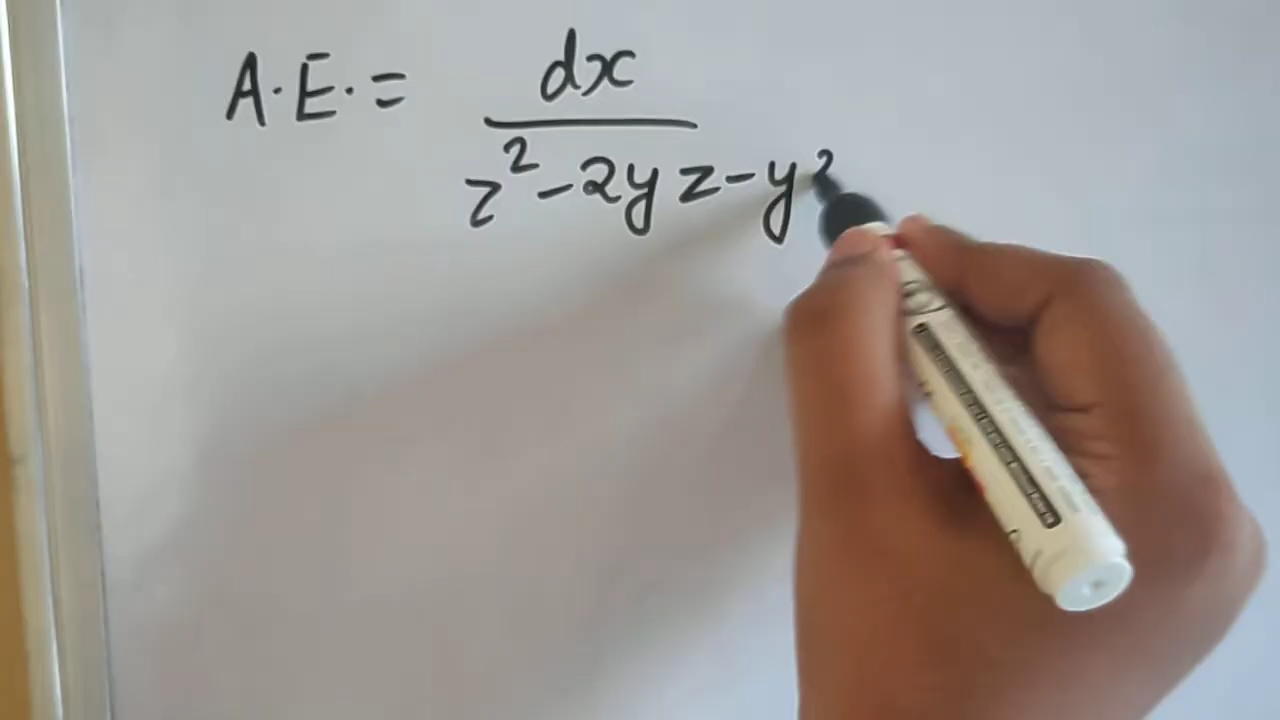 A.E. = dx
z² - 2yz - y²